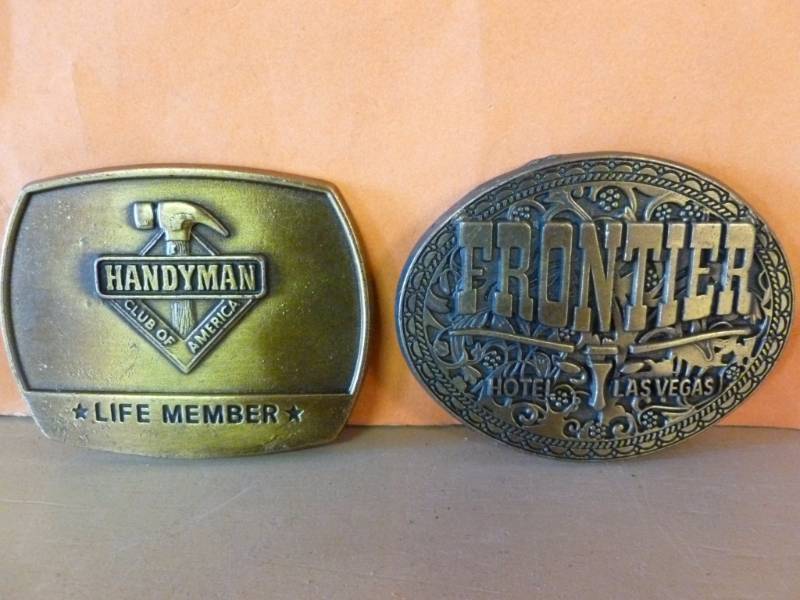 HANDYMAN
CLUB OF AMERICA
★ LIFE MEMBER ★
FRONTIER
HOTEL LAS VEGAS